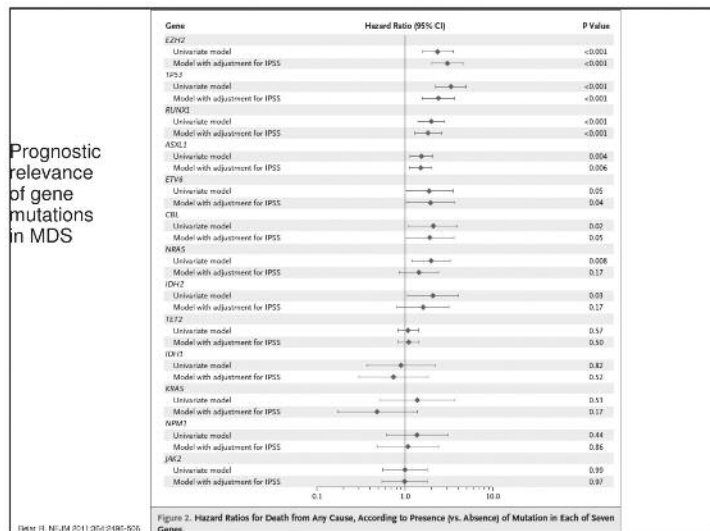 Prognostic
relevance
of gene
mutations
in MDS
Gene Hazard Ratio (95% CI) P Value
EZH2
Univariate model <0.001
Model with adjustment for IPSS <0.001
TP53
Univariate model <0.001
Model with adjustment for IPSS <0.001
RUNX1
Univariate model <0.001
Model with adjustment for IPSS <0.001
ASXL1
Univariate model 0.004
Model with adjustment for IPSS 0.006
ETV6
Univariate model 0.05
Model with adjustment for IPSS 0.04
CBL
Univariate model 0.02
Model with adjustment for IPSS 0.05
NRAS
Univariate model 0.008
Model with adjustment for IPSS 0.17
IDH2
Univariate model 0.03
Model with adjustment for IPSS 0.17
TET2
Univariate model 0.57
Model with adjustment for IPSS 0.50
IDH1
Univariate model 0.82
Model with adjustment for IPSS 0.52
KRAS
Univariate model 0.53
Model with adjustment for IPSS 0.17
NPM1
Univariate model 0.44
Model with adjustment for IPSS 0.86
JAK2
Univariate model 0.99
Model with adjustment for IPSS 0.97
0.1 1.0 10.0
Figure 2. Hazard Ratios for Death from Any Cause, According to Presence (vs. Absence) of Mutation in Each of Seven
Genes.
R. NEJM 2011;364:2496-506